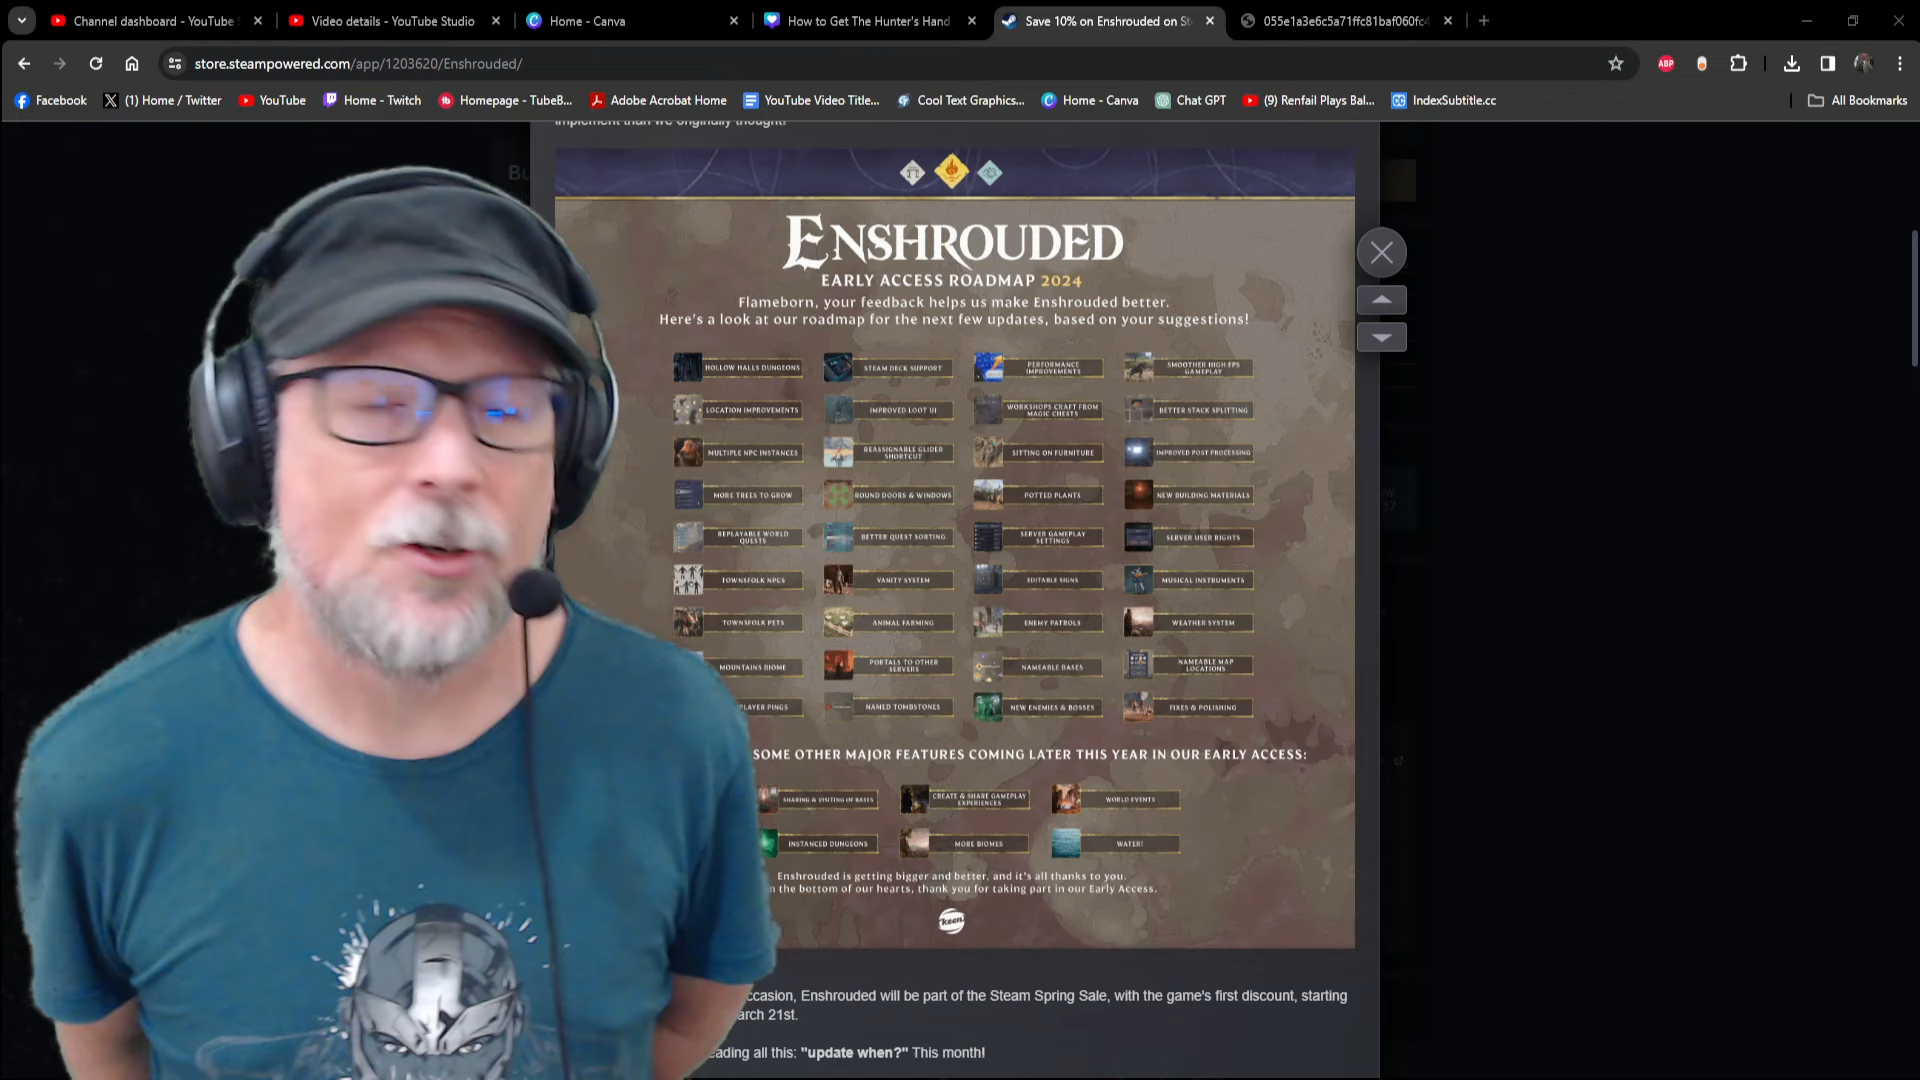 Channel dashboard - YouTube
Video details - YouTube Studio
Home - Canva
How to Get The Hunter's Hand
Save 10% on Enshrouded on St
055e1a3e6c5a71ffc81baf060fc4
store.steampowered.com/app/1203620/Enshrouded/
ABP
Facebook
(1) Home / Twitter
YouTube
Home - Twitch
Homepage - TubeB...
Adobe Acrobat Home
YouTube Video Title...
Cool Text Graphics...
Home - Canva
Chat GPT
(9) Renfail Plays Bal...
IndexSubtitle.cc
All Bookmarks
implement than we originally thought!
Bu
ENSHROUDED
EARLY ACCESS ROADMAP 2024
Flameborn, your feedback helps us make Enshrouded better.
Here's a look at our roadmap for the next few updates, based on your suggestions!
HOLLOW HALLS DUNGEONS
STEAM DECK SUPPORT
PERFORMANCE
IMPROVEMENTS
SMOOTHER HIGH FPS
GAMEPLAY
LOCATION IMPROVEMENTS
IMPROVED LOOT UI
WORKSHOPS CRAFT FROM
MAGIC CHESTS
BETTER STACK SPLITTING
MULTIPLE NPC INSTANCES
REASSIGNABLE GLIDER
SHORTCUT
SITTING ON FURNITURE
IMPROVED POST PROCESSING
MORE TREES TO GROW
ROUND DOORS & WINDOWS
POTTED PLANTS
NEW BUILDING MATERIALS
REPLAYABLE WORLD
QUESTS
BETTER QUEST SORTING
SERVER GAMEPLAY
SETTINGS
SERVER USER RIGHTS
TOWNSFOLK NPCS
VANITY SYSTEM
EDITABLE SIGNS
MUSICAL INSTRUMENTS
TOWNSFOLK PETS
ANIMAL FARMING
ENEMY PATROLS
WEATHER SYSTEM
MOUNTAINS BIOME
PORTALS TO OTHER
SERVERS
NAMEABLE BASES
NAMEABLE MAP
LOCATIONS
PLAYER PINGS
NAMED TOMBSTONES
NEW ENEMIES & BOSSES
FIXES & POLISHING
SOME OTHER MAJOR FEATURES COMING LATER THIS YEAR IN OUR EARLY ACCESS:
SHARING & VISITING OF BASES
CREATE & SHARE GAMEPLAY
EXPERIENCES
WORLD EVENTS
INSTANCED DUNGEONS
MORE BIOMES
WATER!
Enshrouded is getting bigger and better, and it's all thanks to you.
m the bottom of our hearts, thank you for taking part in our Early Access.
keen
ccasion, Enshrouded will be part of the Steam Spring Sale, with the game's first discount, starting
arch 21st.
eading all this: "update when?" This month!